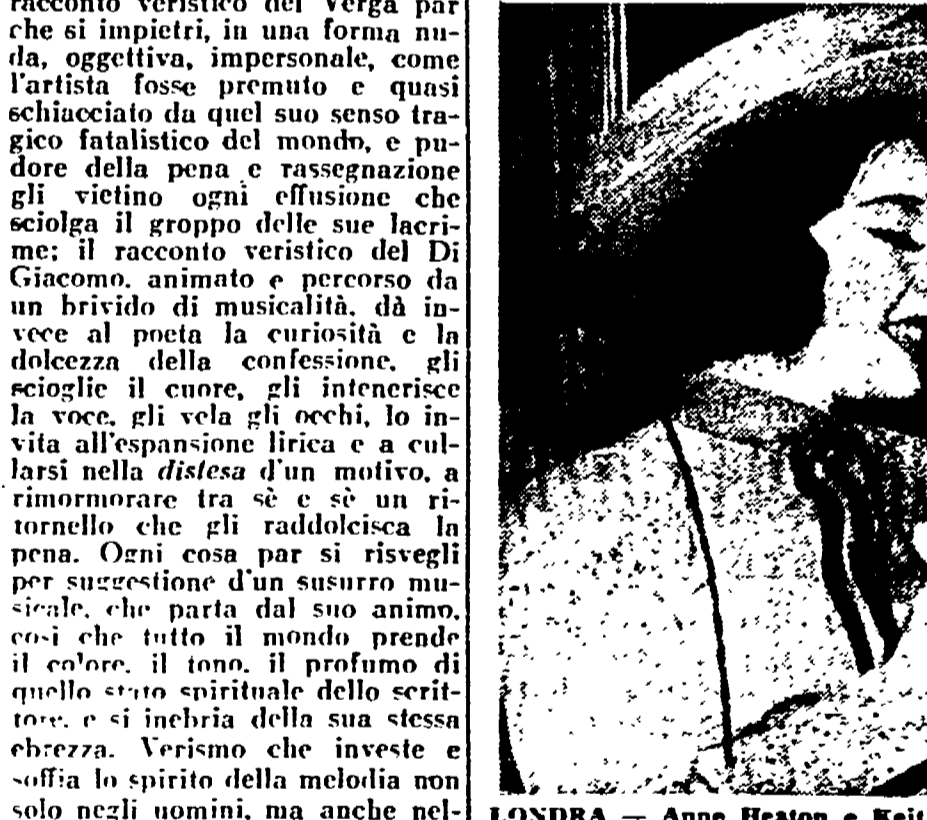 racconto veristico del Verga par
che si impietri, in una forma nu-
da, oggettiva, impersonale, come
l'artista fosse premuto e quasi
schiacciato da quel suo senso tra-
gico fatalistico del mondo, e pu-
dore della pena e rassegnazione
gli vietino ogni effusione che
sciolga il groppo delle sue lacri-
me; il racconto veristico del Di
Giacomo, animato e percorso da
un brivido di musicalità, dà in-
vece al poeta la curiosità e la
dolcezza della confessione, gli
scioglie il cuore, gli intenerisce
la voce, gli vela gli occhi, lo in-
vita all'espansione lirica e a cul-
larsi nella distesa d'un motivo, a
rimormorare tra sè e sè un ri-
tornello che gli raddolcisca la
pena. Ogni cosa par si risvegli
per suggestione d'un susurro mu-
sicale, che parta dal suo animo,
così che tutto il mondo prende
il colore, il tono, il profumo di
quello stato spirituale dello scrit-
tore, e si inebria della sua stessa
ebrezza. Verismo che investe e
soffia lo spirito della melodia non
solo negli uomini, ma anche nel-
LONDRA — Anne Heaton e Keit